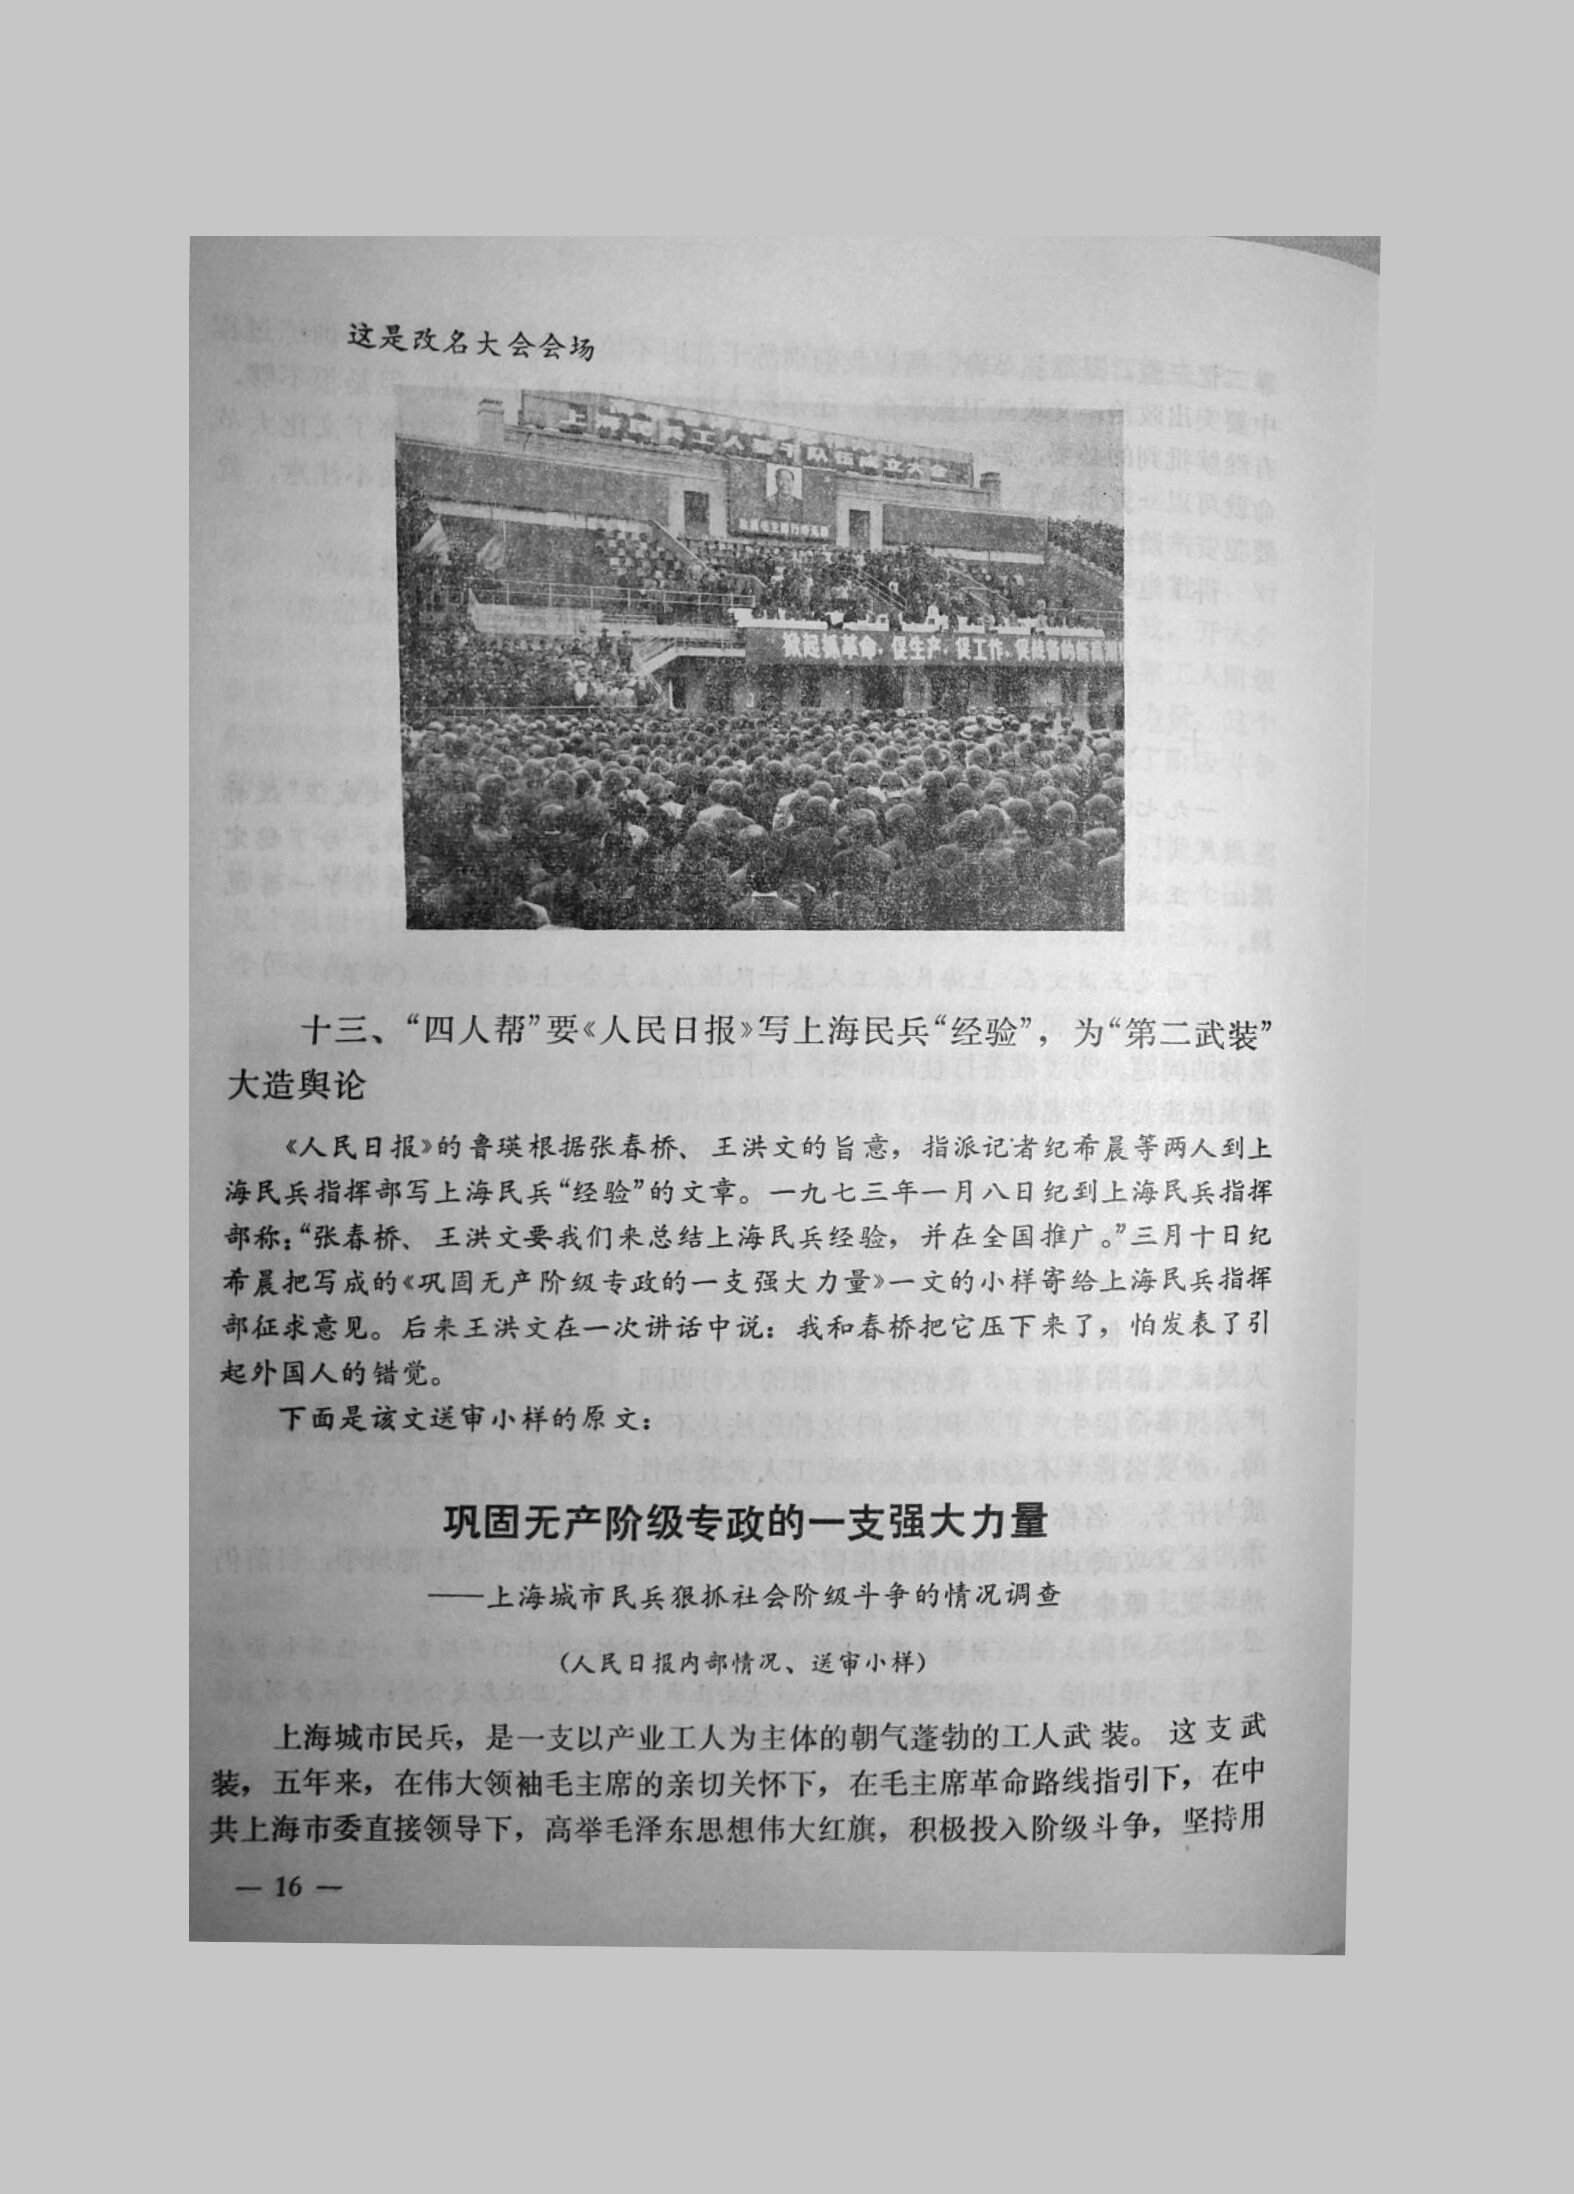 这是改名大会会场
上海民兵工人骨干队伍成立大会
掀起抓革命，促生产，促工作，促战备的新高潮
十三、“四人帮”要《人民日报》写上海民兵“经验”，为“第二武装”
大造舆论
《人民日报》的鲁瑛根据张春桥、王洪文的旨意，指派记者纪希晨等两人到上
海民兵指挥部写上海民兵“经验”的文章。一九七三年一月八日纪到上海民兵指挥
部称：“张春桥、王洪文要我们来总结上海民兵经验，并在全国推广。”三月十日纪
希晨把写成的《巩固无产阶级专政的一支强大力量》一文的小样寄给上海民兵指挥
部征求意见。后来王洪文在一次讲话中说：我和春桥把它压下来了，怕发表了引
起外国人的错觉。
下面是该文送审小样的原文：
巩固无产阶级专政的一支强大力量
——上海城市民兵狠抓社会阶级斗争的情况调查
（人民日报内部情况、送审小样）
上海城市民兵，是一支以产业工人为主体的朝气蓬勃的工人武装。这支武
装，五年来，在伟大领袖毛主席的亲切关怀下，在毛主席革命路线指引下，在中
共上海市委直接领导下，高举毛泽东思想伟大红旗，积极投入阶级斗争，坚持用
— 16 —